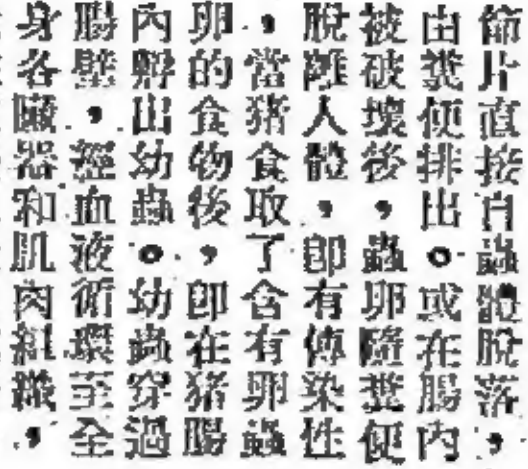 節片直接自蟲體脫落，
由糞便排出。或在腸內
被破壞後，蟲卵隨糞便
脫離人體，即有傳染性
，當猪食取了含有卵蟲
卵的食物後，即在猪腸
內孵出幼蟲。幼蟲穿過
腸壁，經血液循環至全
身各臟器和肌肉組織，